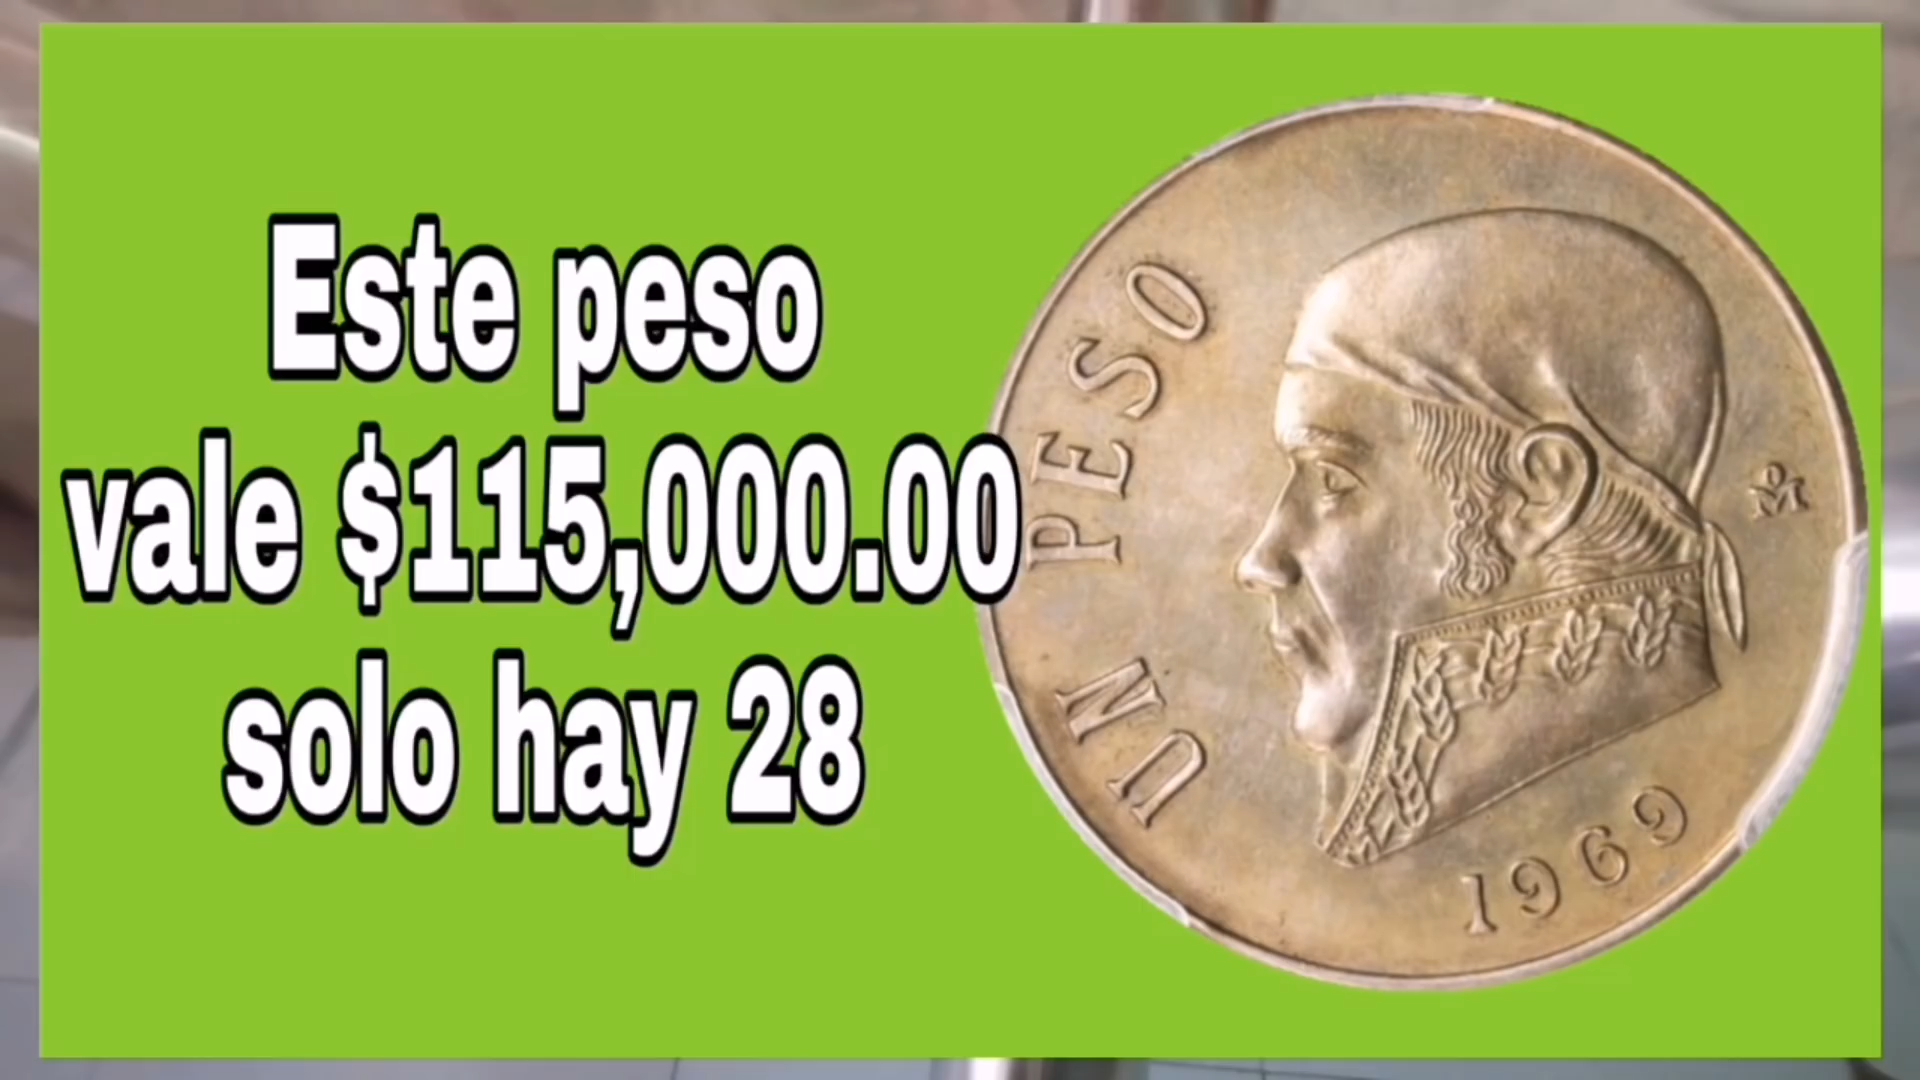 Este peso
vale $115,000.00
solo hay 28
UN PESO
M
1969